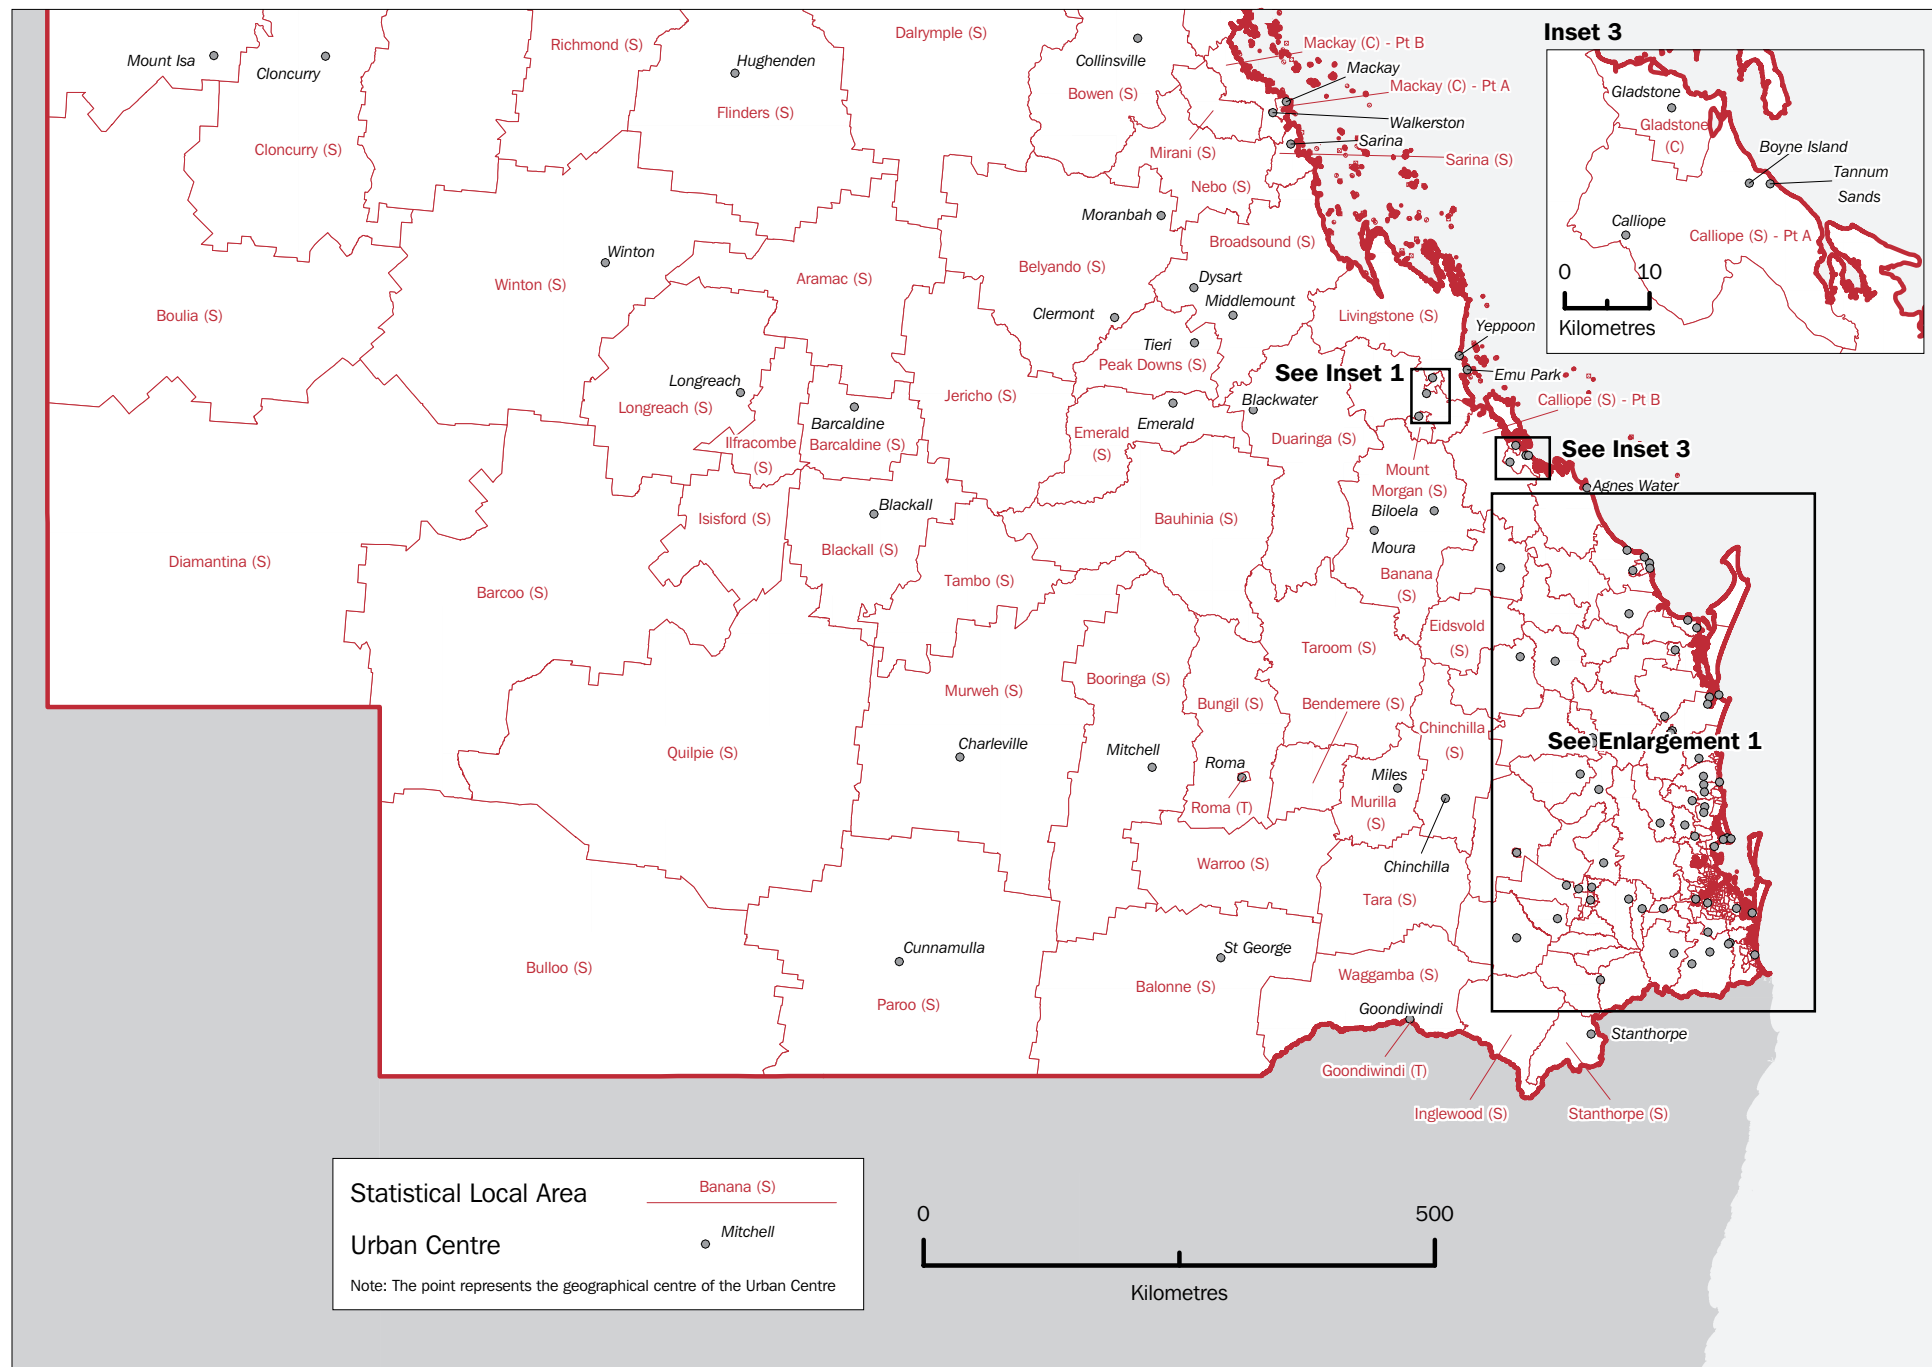 Inset 3
Dalrymple (S)
Richmond (S)
Mackay (C) - Pt B
Mount Isa
Cloncurry
Hughenden
Collinsville
Mackay
Mackay (C) - Pt A
Bowen (S)
Flinders (S)
Walkerston
Cloncurry (S)
Mirani (S)
Sarina
Sarina (S)
Nebo (S)
Moranbah
Broadsound (S)
Winton
Belyando (S)
Aramac (S)
Winton (S)
Dysart
Middlemount
Boulia (S)
Clermont
Livingstone (S)
Yeppoon
Tieri
Peak Downs (S)
See Inset 1
Emu Park
Longreach
Longreach (S)
Jericho (S)
Blackwater
Calliope (S) - Pt B
Barcaldine
Barcaldine (S)
Ilfracombe
(S)
Emerald
Emerald
(S)
Duaringa (S)
See Inset 3
Mount
Morgan (S)
Agnes Water
Blackall
Biloela
Isisford (S)
Bauhinia (S)
Blackall (S)
Moura
Diamantina (S)
Banana
(S)
Tambo (S)
Barcoo (S)
Eidsvold
(S)
Taroom (S)
Booringa (S)
Murweh (S)
Bungil (S)
Bendemere (S)
Chinchilla
(S)
See Enlargement 1
Charleville
Mitchell
Quilpie (S)
Roma
Miles
Roma (T)
Murilla
(S)
Warroo (S)
Chinchilla
Tara (S)
Cunnamulla
St George
Bulloo (S)
Waggamba (S)
Balonne (S)
Paroo (S)
Goondiwindi
Stanthorpe
Goondiwindi (T)
Inglewood (S)
Stanthorpe (S)
Gladstone
Gladstone
(C)
Boyne Island
Tannum
Sands
Calliope
Calliope (S) - Pt A
0 10
Kilometres
Statistical Local Area
Banana (S)
Urban Centre
Mitchell
Note: The point represents the geographical centre of the Urban Centre
0 500
Kilometres